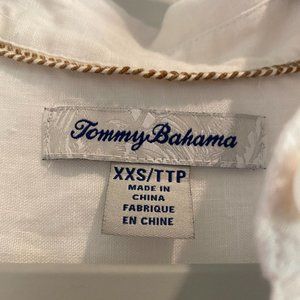 Tommy Bahama
XXS/TTP
MADE IN
CHINA
FABRIQUE
EN CHINE